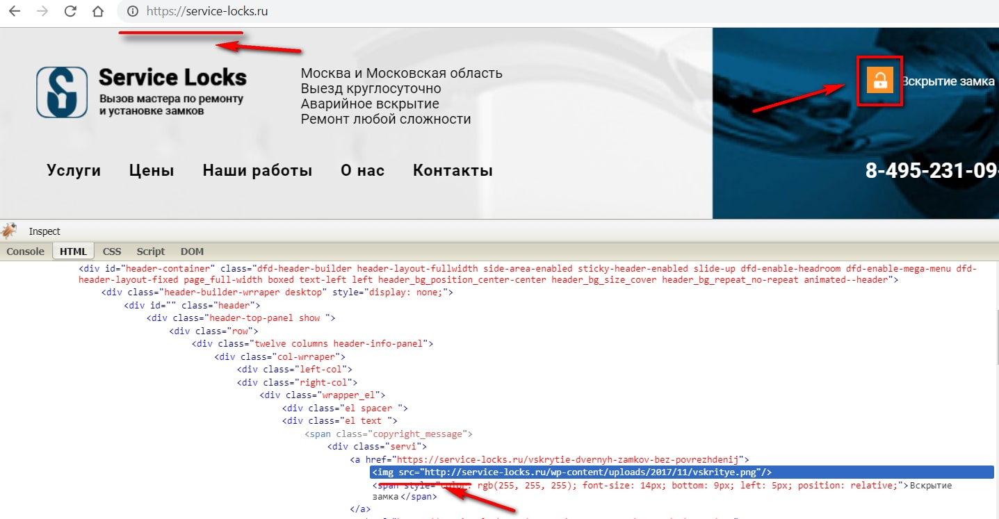 https://service-locks.ru
Service Locks
Вызов мастера по ремонту
и установке замков
Москва и Московская область
Выезд круглосуточно
Аварийное вскрытие
Ремонт любой сложности
Вскрытие замка
Услуги Цены Наши работы О нас Контакты
8-495-231-09-
Inspect
Console HTML CSS Script DOM
<div id="header-container" class="dfd-header-builder header-layout-fullwidth side-area-enabled sticky-header-enabled slide-up dfd-enable-headroom dfd-enable-mega-menu dfd-
header-layout-fixed page_full-width boxed text-left left header_bg_position_center-center header_bg_size_cover header_bg_repeat_no-repeat animated--header">
<div class="header-builder-wrraper desktop" style="display: none;">
<div id="" class="header">
<div class="header-top-panel show ">
<div class="row">
<div class="twelve columns header-info-panel">
<div class="col-wrraper">
<div class="left-col">
<div class="right-col">
<div class="wrapper_el">
<div class="el spacer ">
<div class="el text ">
<span class="copyright_message">
<div class="servi">
<a href="https://service-locks.ru/vskrytie-dvernyh-zamkov-bez-povrezhdenij">
<img src="http://service-locks.ru/wp-content/uploads/2017/11/vskritye.png"/>
<span style="color: rgb(255, 255, 255); font-size: 14px; bottom: 9px; left: 5px; position: relative;">Вскрытие
замка</span>
</a>